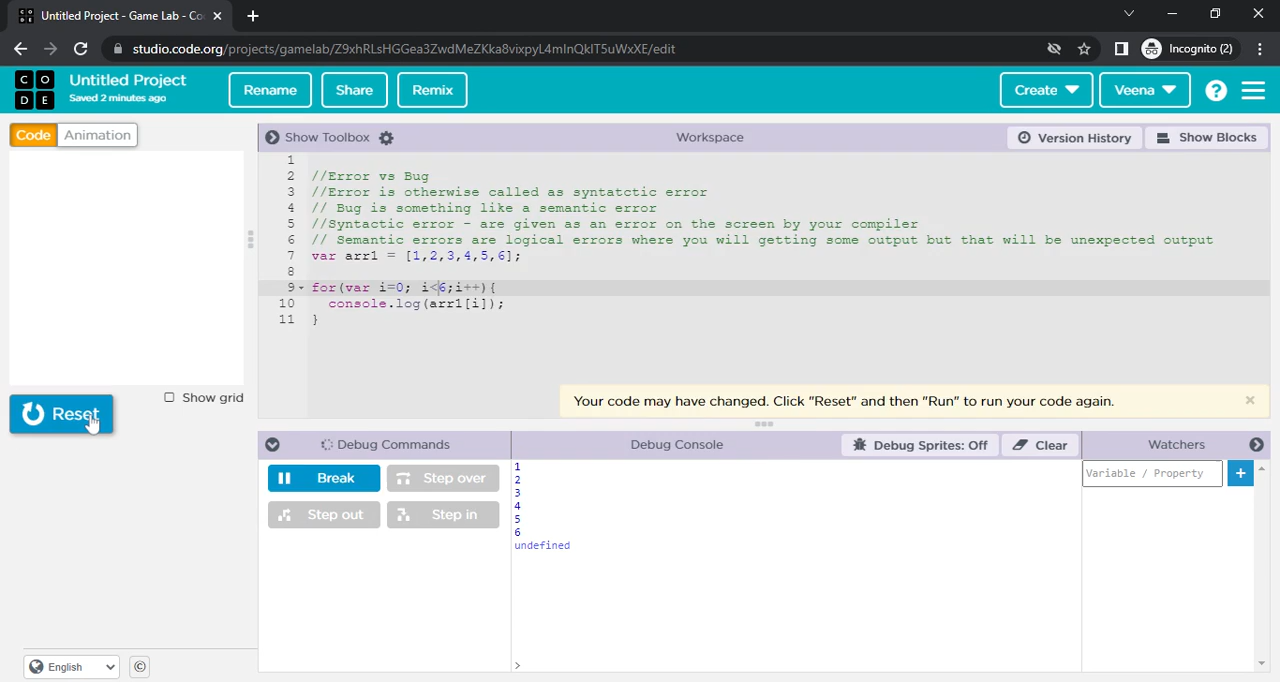 Untitled Project - Game Lab - Co
studio.code.org/projects/gamelab/Z9xhRLsHGGea3ZwdMeZKka8vixpyL4mlnQkIT5uWxXE/edit
Incognito (2)
C O D E
Untitled Project
Saved 2 minutes ago
Rename
Share
Remix
Create
Veena
?
Code
Animation
Show Toolbox
Workspace
Version History
Show Blocks
1
2 //Error vs Bug
3 //Error is otherwise called as syntatctic error
4 // Bug is something like a semantic error
5 //Syntactic error - are given as an error on the screen by your compiler
6 // Semantic errors are logical errors where you will getting some output but that will be unexpected output
7 var arr1 = [1,2,3,4,5,6];
8
9 for(var i=0; i<6;i++){
10 console.log(arr1[i]);
11 }
Show grid
Reset
Your code may have changed. Click "Reset" and then "Run" to run your code again.
Debug Commands
Debug Console
Debug Sprites: Off
Clear
Watchers
Break
Step over
Step out
Step in
1
2
3
4
5
6
undefined
>
Variable / Property
+
English
©